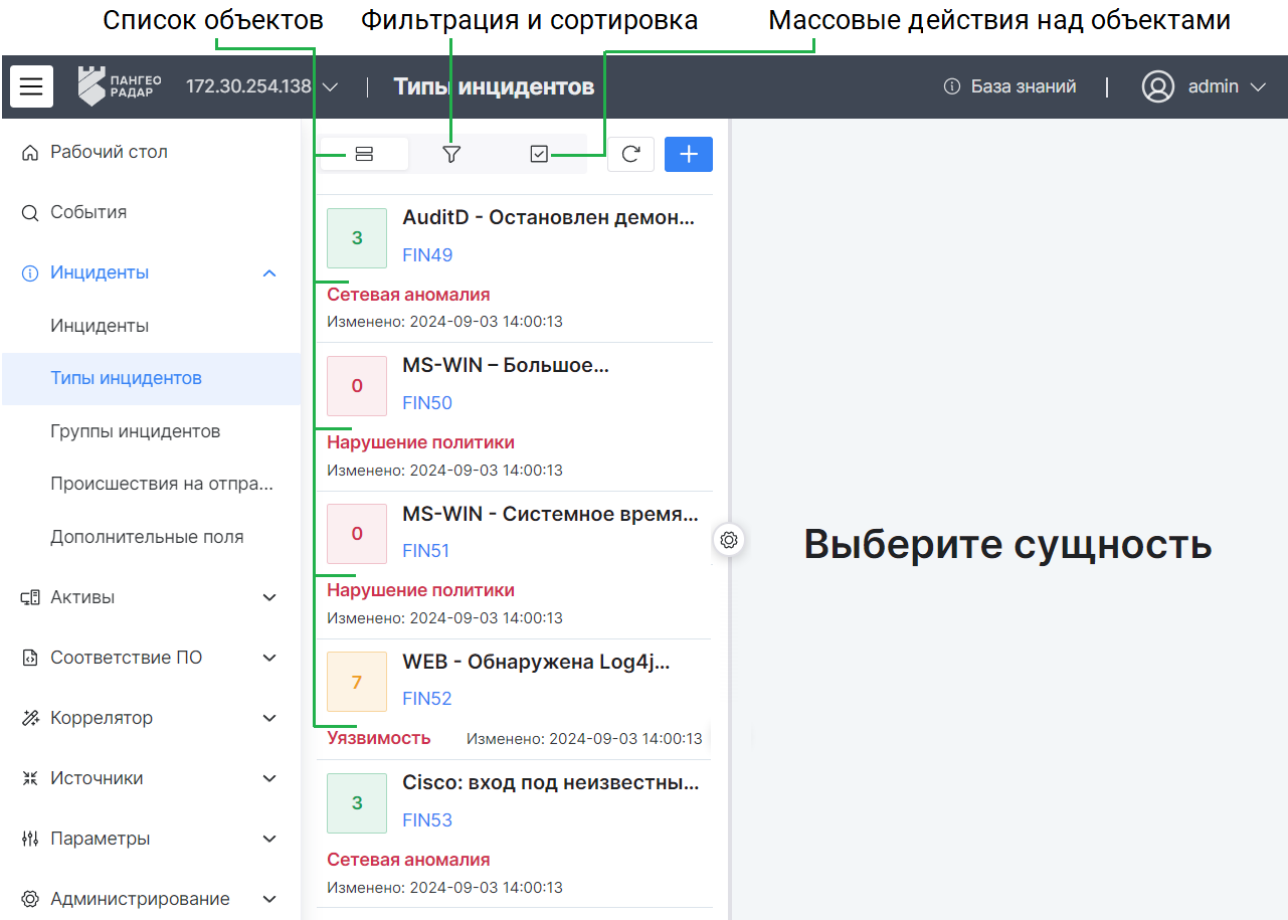 Список объектов
Фильтрация и сортировка
Массовые действия над объектами
ПАНГЕО
РАДАР
172.30.254.138
Типы инцидентов
База знаний
admin
Рабочий стол
События
Инциденты
Инциденты
Типы инцидентов
Группы инцидентов
Происшествия на отпра...
Дополнительные поля
Активы
Соответствие ПО
Коррелятор
Источники
Параметры
Администрирование
3
AuditD - Остановлен демон...
FIN49
Сетевая аномалия
Изменено: 2024-09-03 14:00:13
0
MS-WIN – Большое...
FIN50
Нарушение политики
Изменено: 2024-09-03 14:00:13
0
MS-WIN - Системное время...
FIN51
Нарушение политики
Изменено: 2024-09-03 14:00:13
7
WEB - Обнаружена Log4j...
FIN52
Уязвимость Изменено: 2024-09-03 14:00:13
3
Cisco: вход под неизвестны...
FIN53
Сетевая аномалия
Изменено: 2024-09-03 14:00:13
Выберите сущность